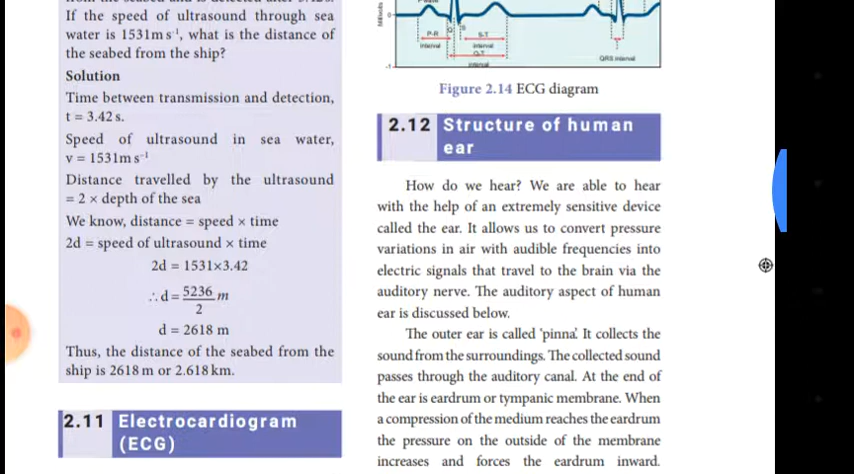 If the speed of ultrasound through sea
water is 1531m s⁻¹, what is the distance of
the seabed from the ship?
Solution
Time between transmission and detection,
t = 3.42 s.
Speed of ultrasound in sea water,
v = 1531m s⁻¹
Distance travelled by the ultrasound
= 2 × depth of the sea
We know, distance = speed × time
2d = speed of ultrasound × time
2d = 1531×3.42
∴ d = 5236/2 m
d = 2618 m
Thus, the distance of the seabed from the
ship is 2618 m or 2.618 km.
2.11 Electrocardiogram
(ECG)
0
P-R
interval
Q
S
S-T
interval
Q-T
interval
QRS interval
-1
Figure 2.14 ECG diagram
2.12 Structure of human
ear
How do we hear? We are able to hear
with the help of an extremely sensitive device
called the ear. It allows us to convert pressure
variations in air with audible frequencies into
electric signals that travel to the brain via the
auditory nerve. The auditory aspect of human
ear is discussed below.
The outer ear is called ‘pinna’. It collects the
sound from the surroundings. The collected sound
passes through the auditory canal. At the end of
the ear is eardrum or tympanic membrane. When
a compression of the medium reaches the eardrum
the pressure on the outside of the membrane
increases and forces the eardrum inward.